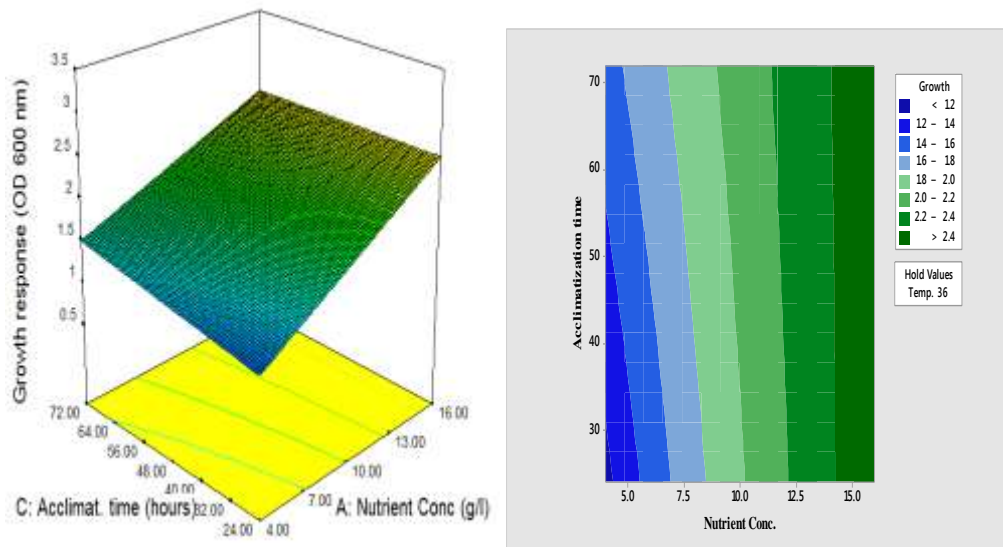 Growth response (OD 600 nm)
3.5
3
2.5
2
1.5
1
0.5
72.00
64.00
56.00
48.00
40.00
32.00
24.00
4.00
7.00
10.00
13.00
16.00
C: Acclimat. time (hours)
A: Nutrient Conc (g/l)
Acclimatization time
70
60
50
40
30
5.0
7.5
10.0
12.5
15.0
Nutrient Conc.
Growth
< 12
12 – 14
14 – 16
16 – 18
18 – 2.0
2.0 – 2.2
2.2 – 2.4
> 2.4
Hold Values
Temp. 36